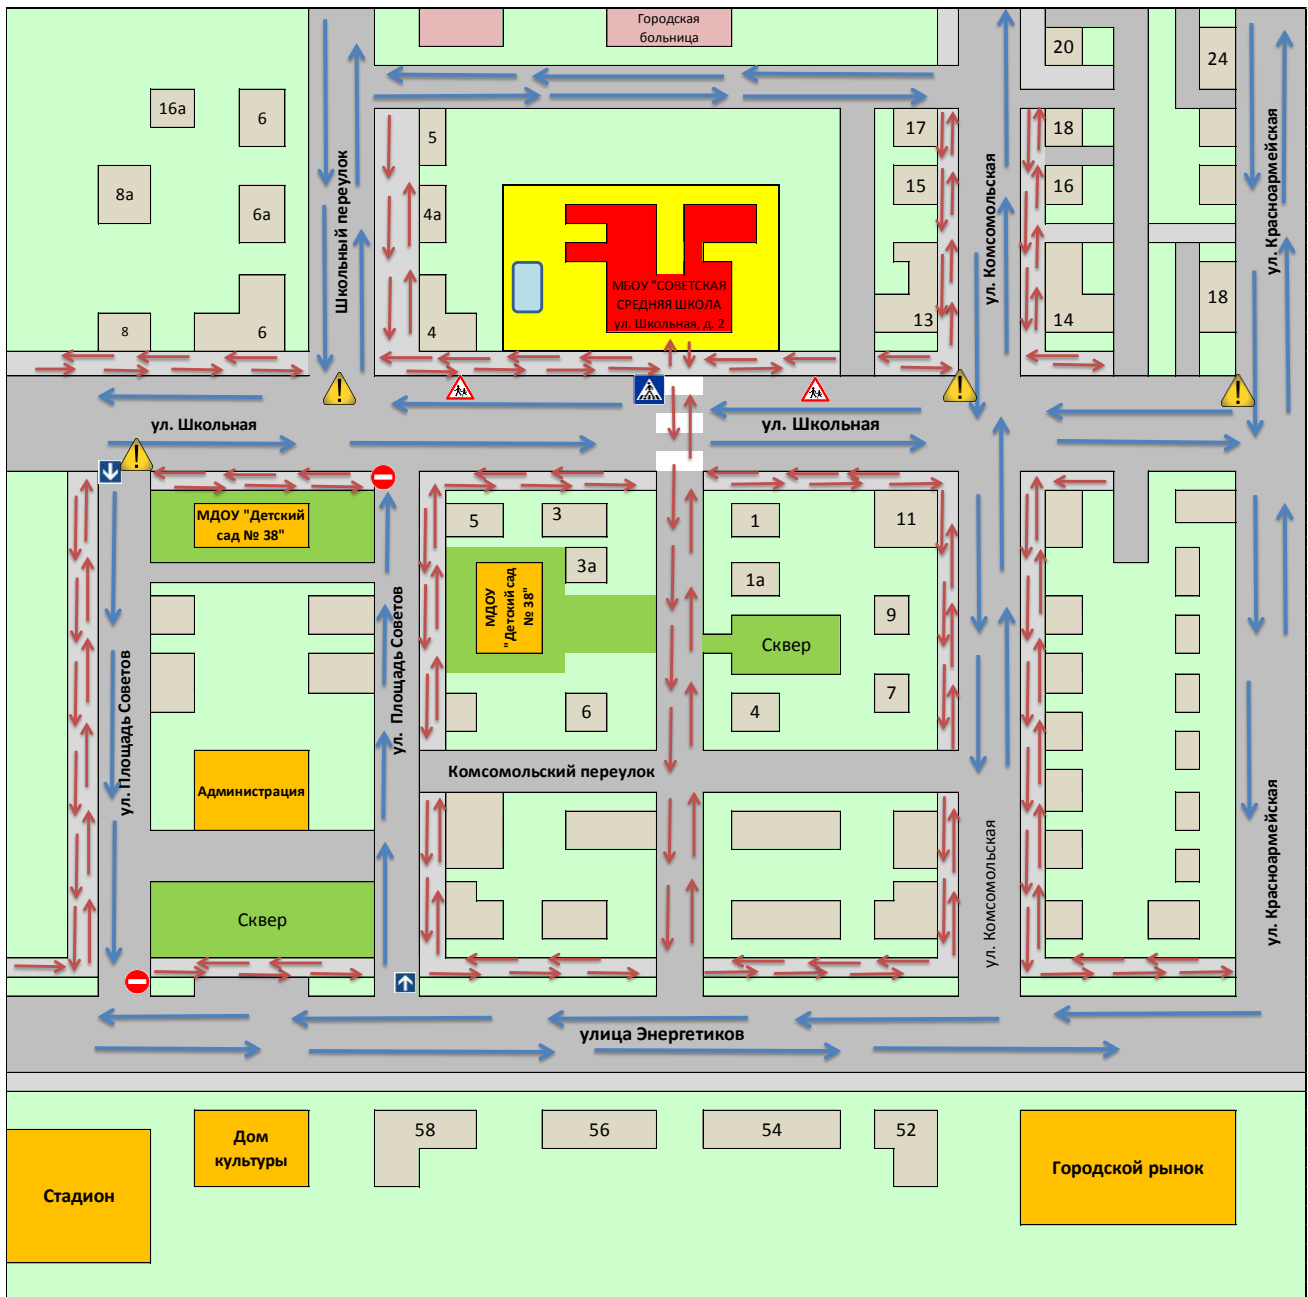 Городская
больница
20
24
16а
6
5
17
18
Школьный переулок
ул. Комсомольская
ул. Красноармейская
8а
6а
4а
15
16
МБОУ "СОВЕТСКАЯ
СРЕДНЯЯ ШКОЛА
ул. Школьная, д. 2
8
6
4
13
14
18
!
!
!
ул. Школьная
ул. Школьная
!
МДОУ "Детский
сад № 38"
5
3
1
11
3а
1а
МДОУ
"Детский сад
№ 38"
9
Сквер
ул. Площадь Советов
ул. Площадь Советов
6
4
7
Комсомольский переулок
Администрация
ул. Комсомольская
ул. Красноармейская
Сквер
улица Энергетиков
Дом
культуры
58
56
54
52
Стадион
Городской рынок